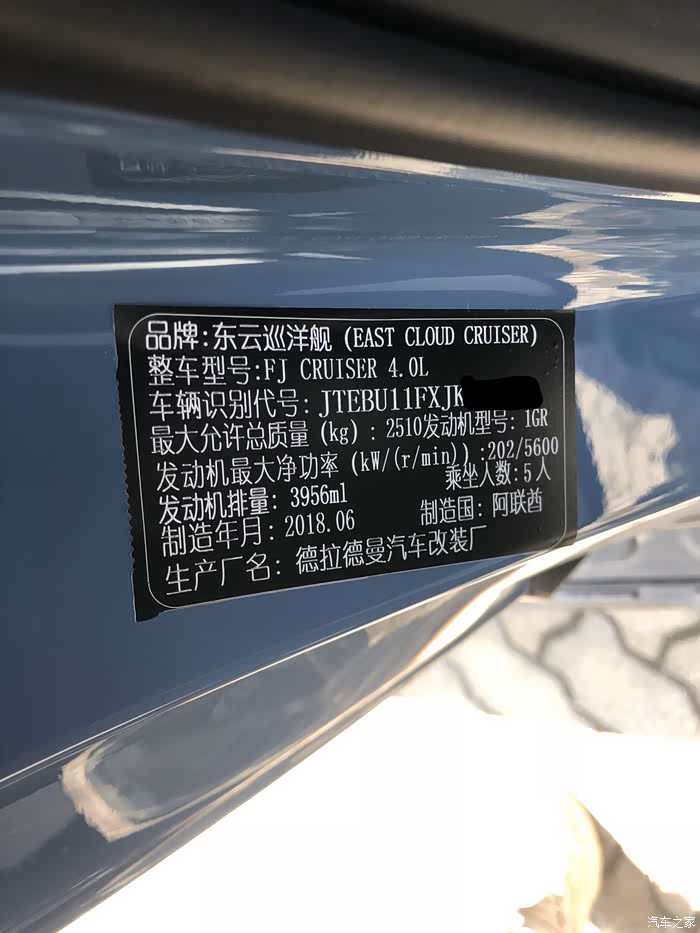 品牌:东云巡洋舰 (EAST CLOUD CRUISER)
整车型号:FJ CRUISER 4.0L
车辆识别代号: JTEBU11FXJK
最大允许总质量 (kg) : 2510发动机型号: 1GR
发动机最大净功率 (kW/(r/min)) :202/5600
发动机排量: 3956ml 乘坐人数:5人
制造年月: 2018.06 制造国: 阿联酋
生产厂名: 德拉德曼汽车改装厂
汽车之家